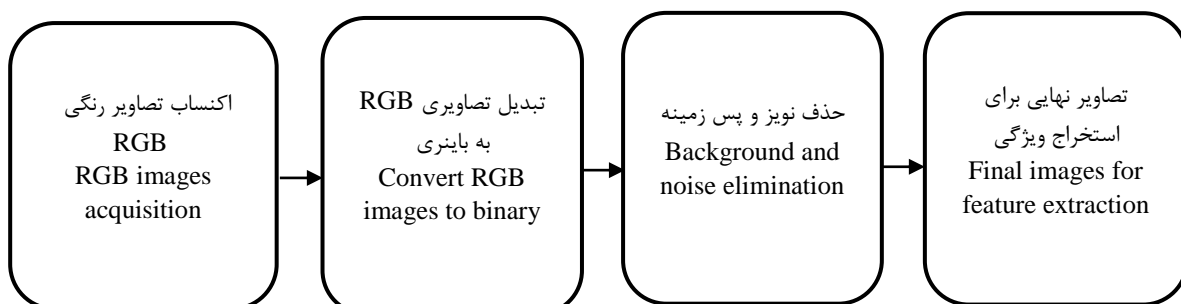 اکتساب تصاویر رنگی
RGB
RGB images
acquisition
تبدیل تصاویری RGB
به باینری
Convert RGB
images to binary
حذف نویز و پس زمینه
Background and
noise elimination
تصاویر نهایی برای
استخراج ویژگی
Final images for
feature extraction